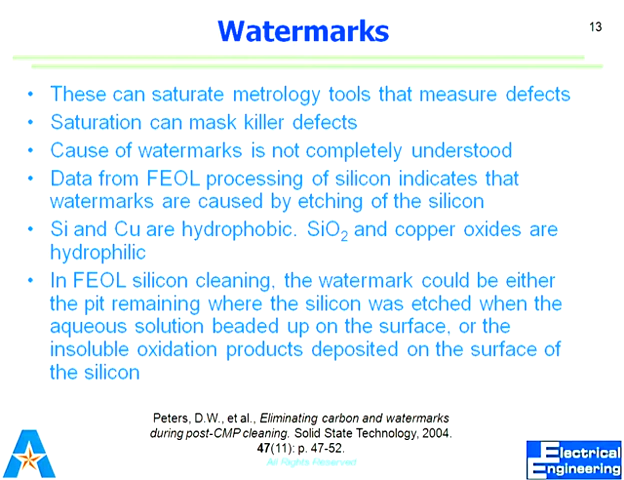 Watermarks
13
• These can saturate metrology tools that measure defects
• Saturation can mask killer defects
• Cause of watermarks is not completely understood
• Data from FEOL processing of silicon indicates that
watermarks are caused by etching of the silicon
• Si and Cu are hydrophobic. SiO₂ and copper oxides are
hydrophilic
• In FEOL silicon cleaning, the watermark could be either
the pit remaining where the silicon was etched when the
aqueous solution beaded up on the surface, or the
insoluble oxidation products deposited on the surface of
the silicon
Peters, D.W., et al., Eliminating carbon and watermarks
during post-CMP cleaning. Solid State Technology, 2004.
47(11): p. 47-52.
All Rights Reserved
Electrical
Engineering